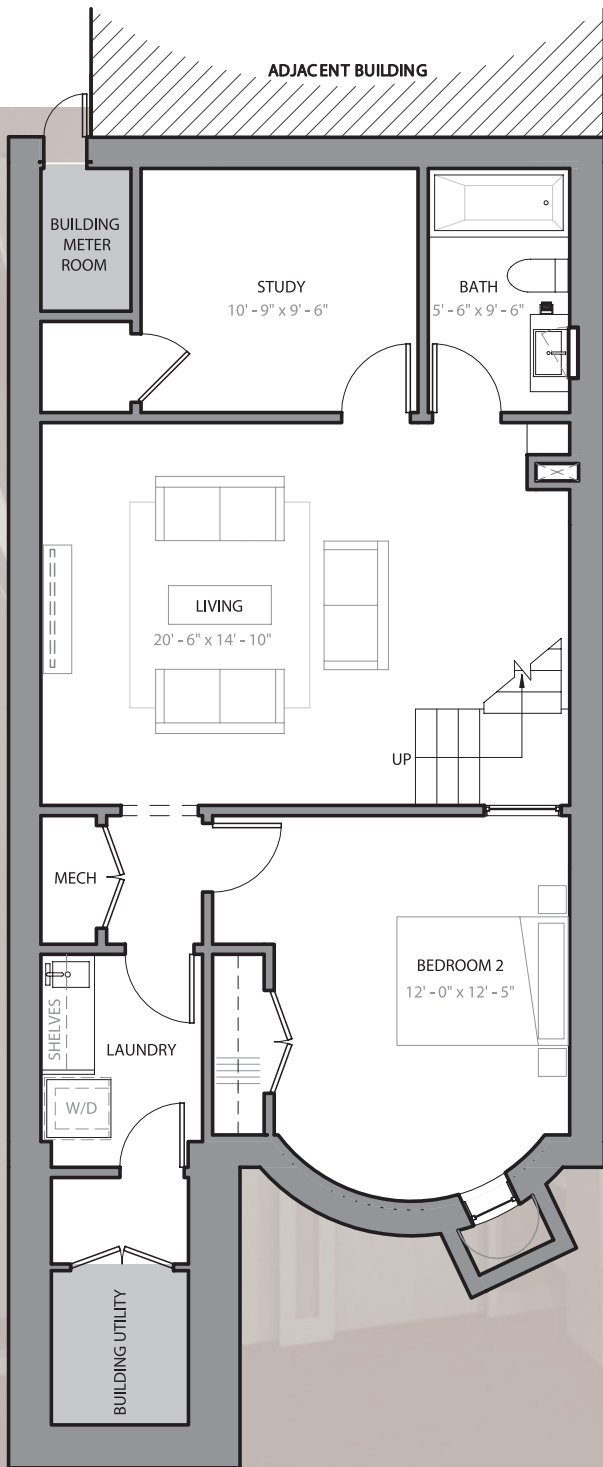 ADJACENT BUILDING
BUILDING
METER
ROOM
STUDY
10' - 9" x 9' - 6"
BATH
5' - 6" x 9' - 6"
LIVING
20' - 6" x 14' - 10"
UP
MECH
BEDROOM 2
12' - 0" x 12' - 5"
SHELVES
LAUNDRY
W/D
BUILDING UTILITY